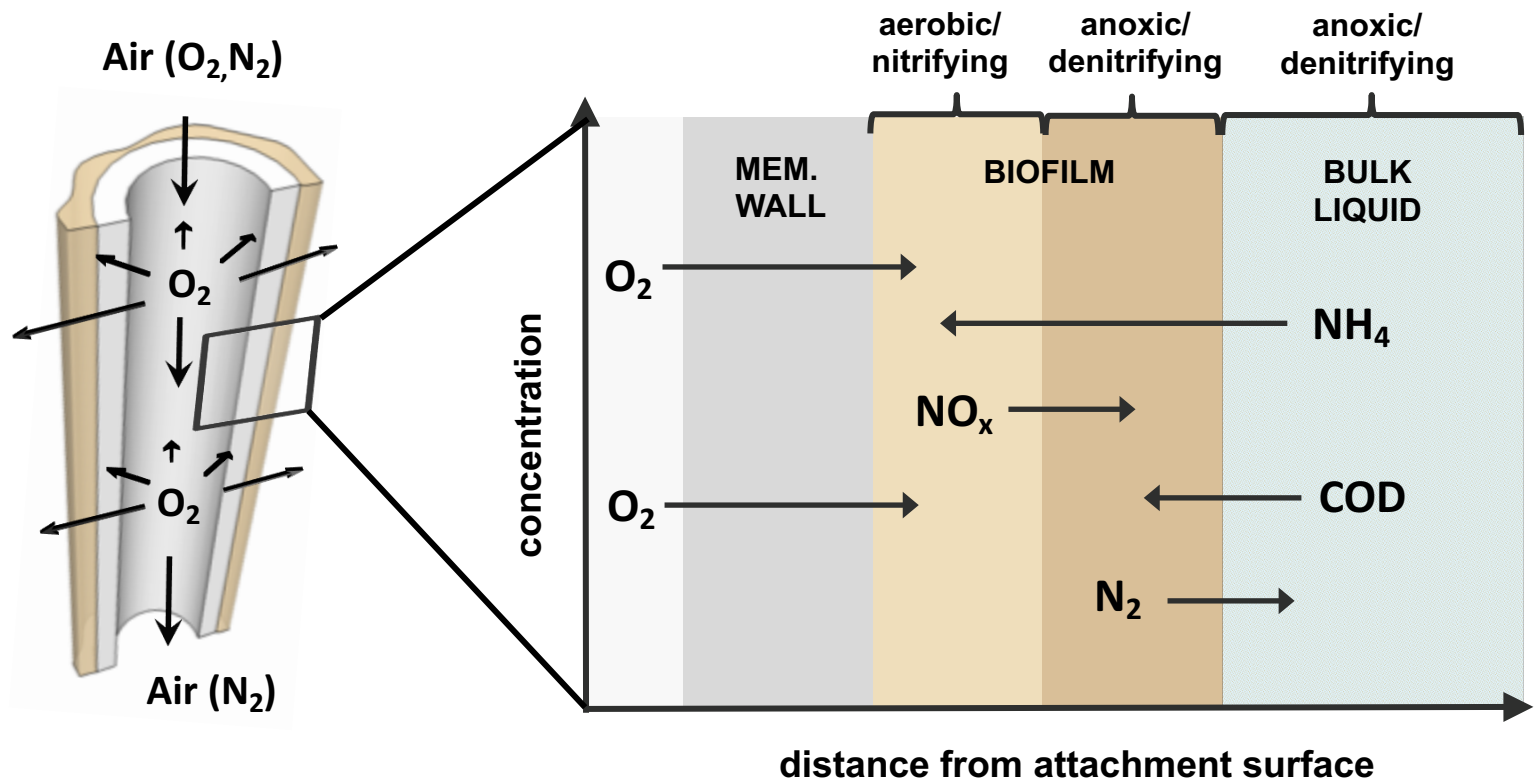 Air (O₂,N₂)
O₂
O₂
Air (N₂)
aerobic/
nitrifying
anoxic/
denitrifying
anoxic/
denitrifying
MEM.
WALL
BIOFILM
BULK
LIQUID
O₂
NH₄
NOₓ
O₂
COD
N₂
concentration
distance from attachment surface